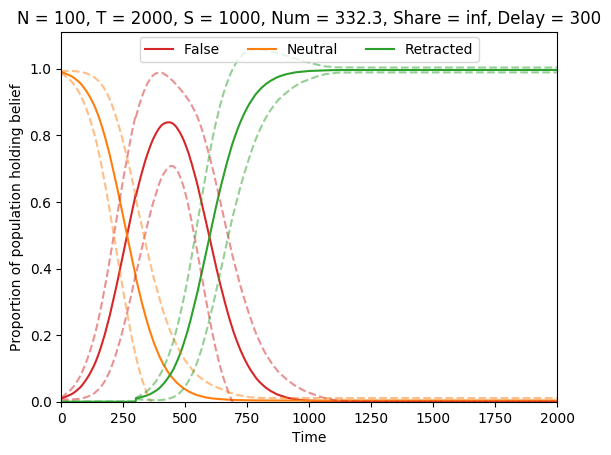 N = 100, T = 2000, S = 1000, Num = 332.3, Share = inf, Delay = 300
False Neutral Retracted
Proportion of population holding belief
1.0
0.8
0.6
0.4
0.2
0.0
0 250 500 750 1000 1250 1500 1750 2000
Time